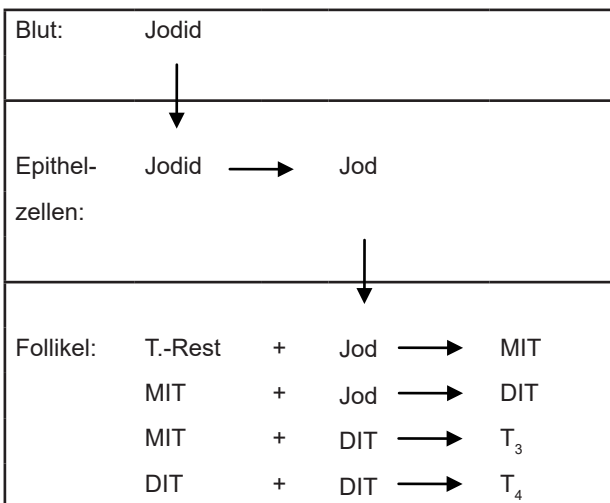 Blut: Jodid
Epithel- Jodid → Jod
zellen:
Follikel: T.-Rest + Jod → MIT
MIT + Jod → DIT
MIT + DIT → T₃
DIT + DIT → T₄